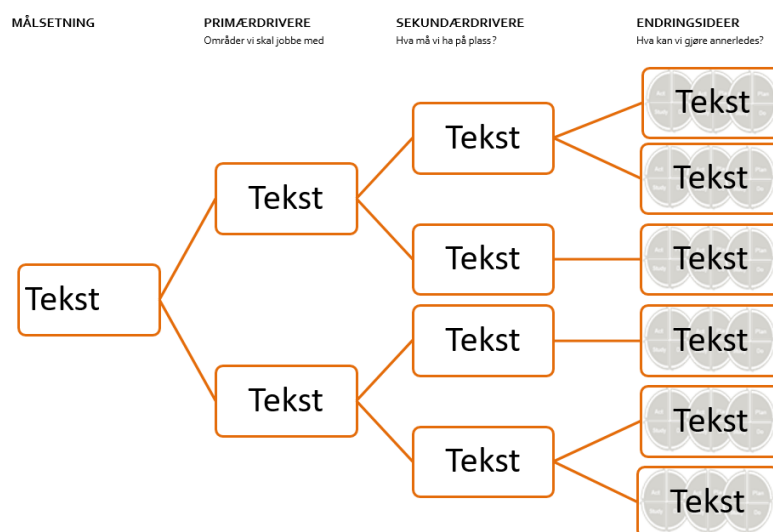 MÅLSETNING
PRIMÆRDRIVERE
Områder vi skal jobbe med
SEKUNDÆRDRIVERE
Hva må vi ha på plass?
ENDRINGSIDEER
Hva kan vi gjøre annerledes?
Tekst
Tekst
Tekst
Tekst
Tekst
Tekst
Tekst
Tekst
Tekst
Tekst
Tekst
Tekst
Tekst